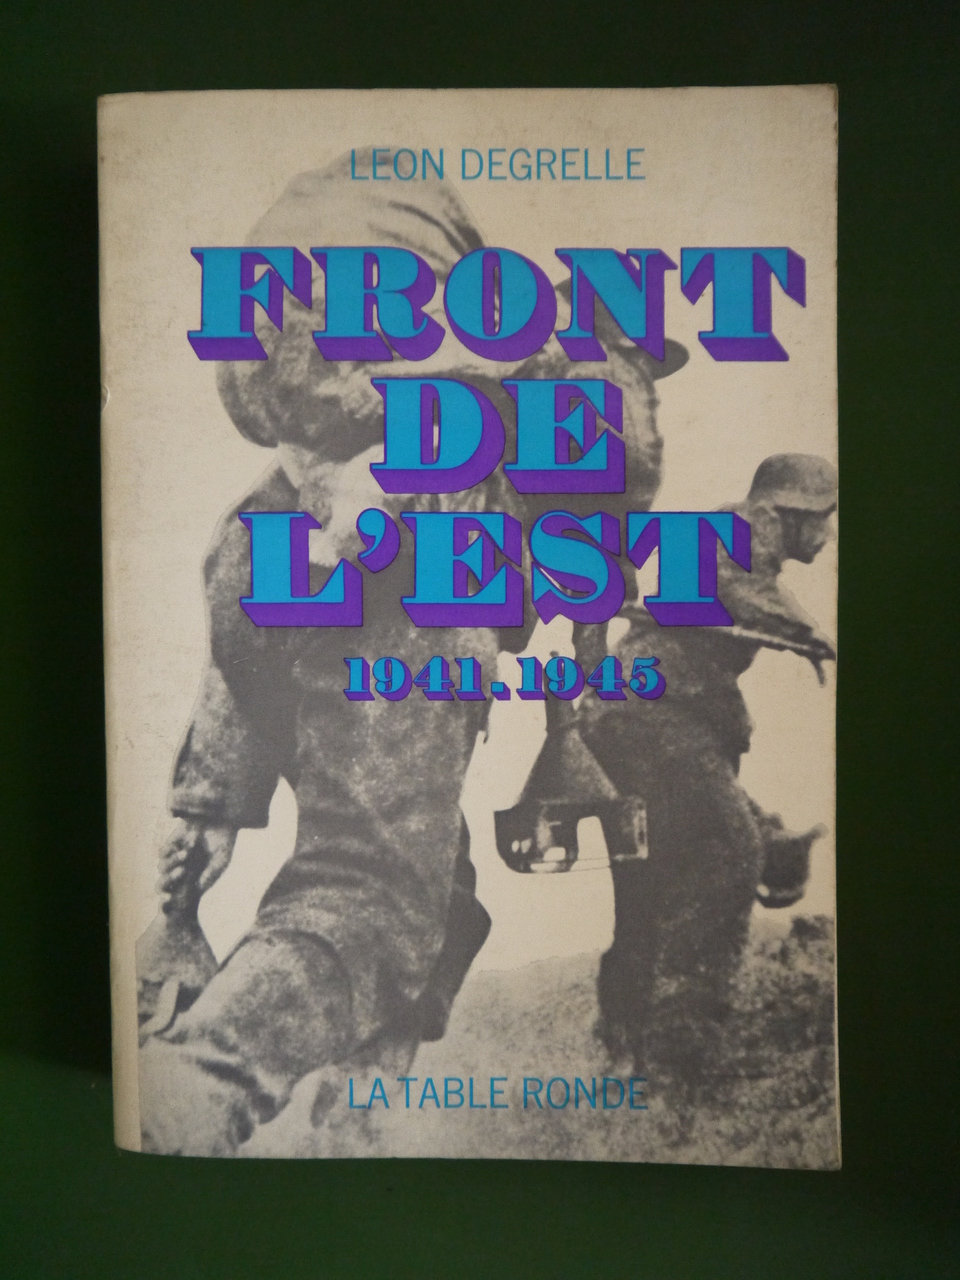 LEON DEGRELLE
FRONT
DE
L'EST
1941.1945
LA TABLE RONDE